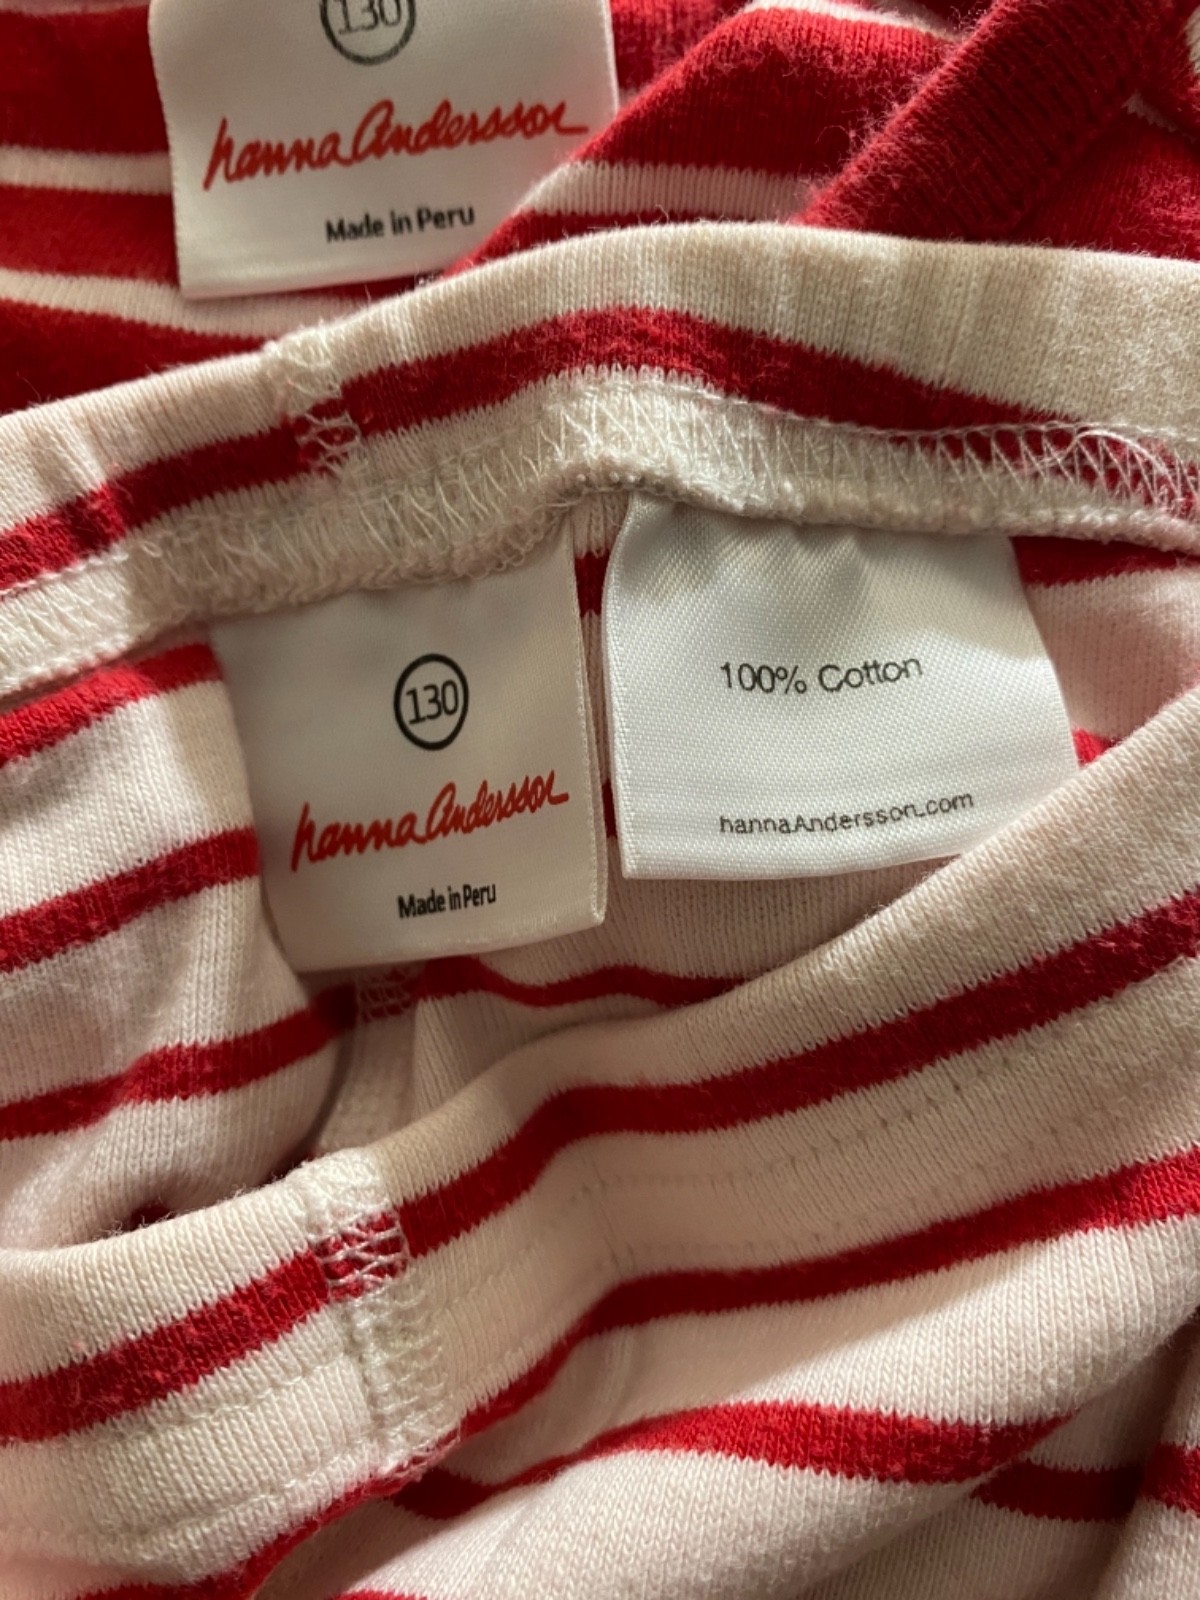 130
hanna Andersson
Made in Peru
130
hanna Andersson
Made in Peru
100% Cotton
hannaAndersson.com